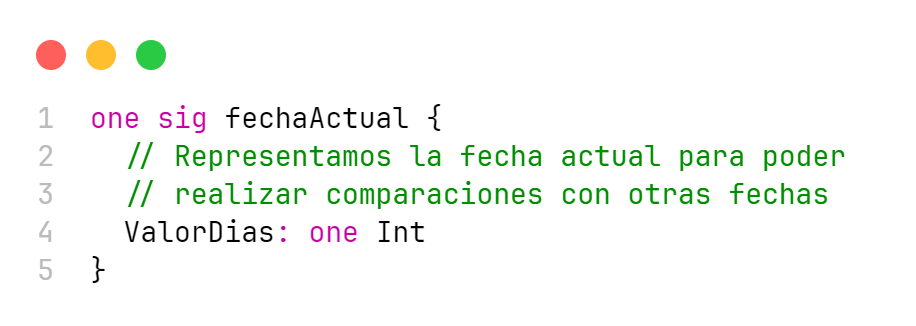 1 one sig fechaActual {
2 // Representamos la fecha actual para poder
3 // realizar comparaciones con otras fechas
4 ValorDias: one Int
5 }